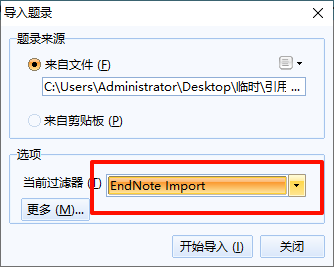 导入题录
题录来源
来自文件 (F)
C:\Users\Administrator\Desktop\临时\引用 ...
来自剪贴板 (P)
选项
当前过滤器 (T)
EndNote Import
更多 (M)...
开始导入 (I)
关闭